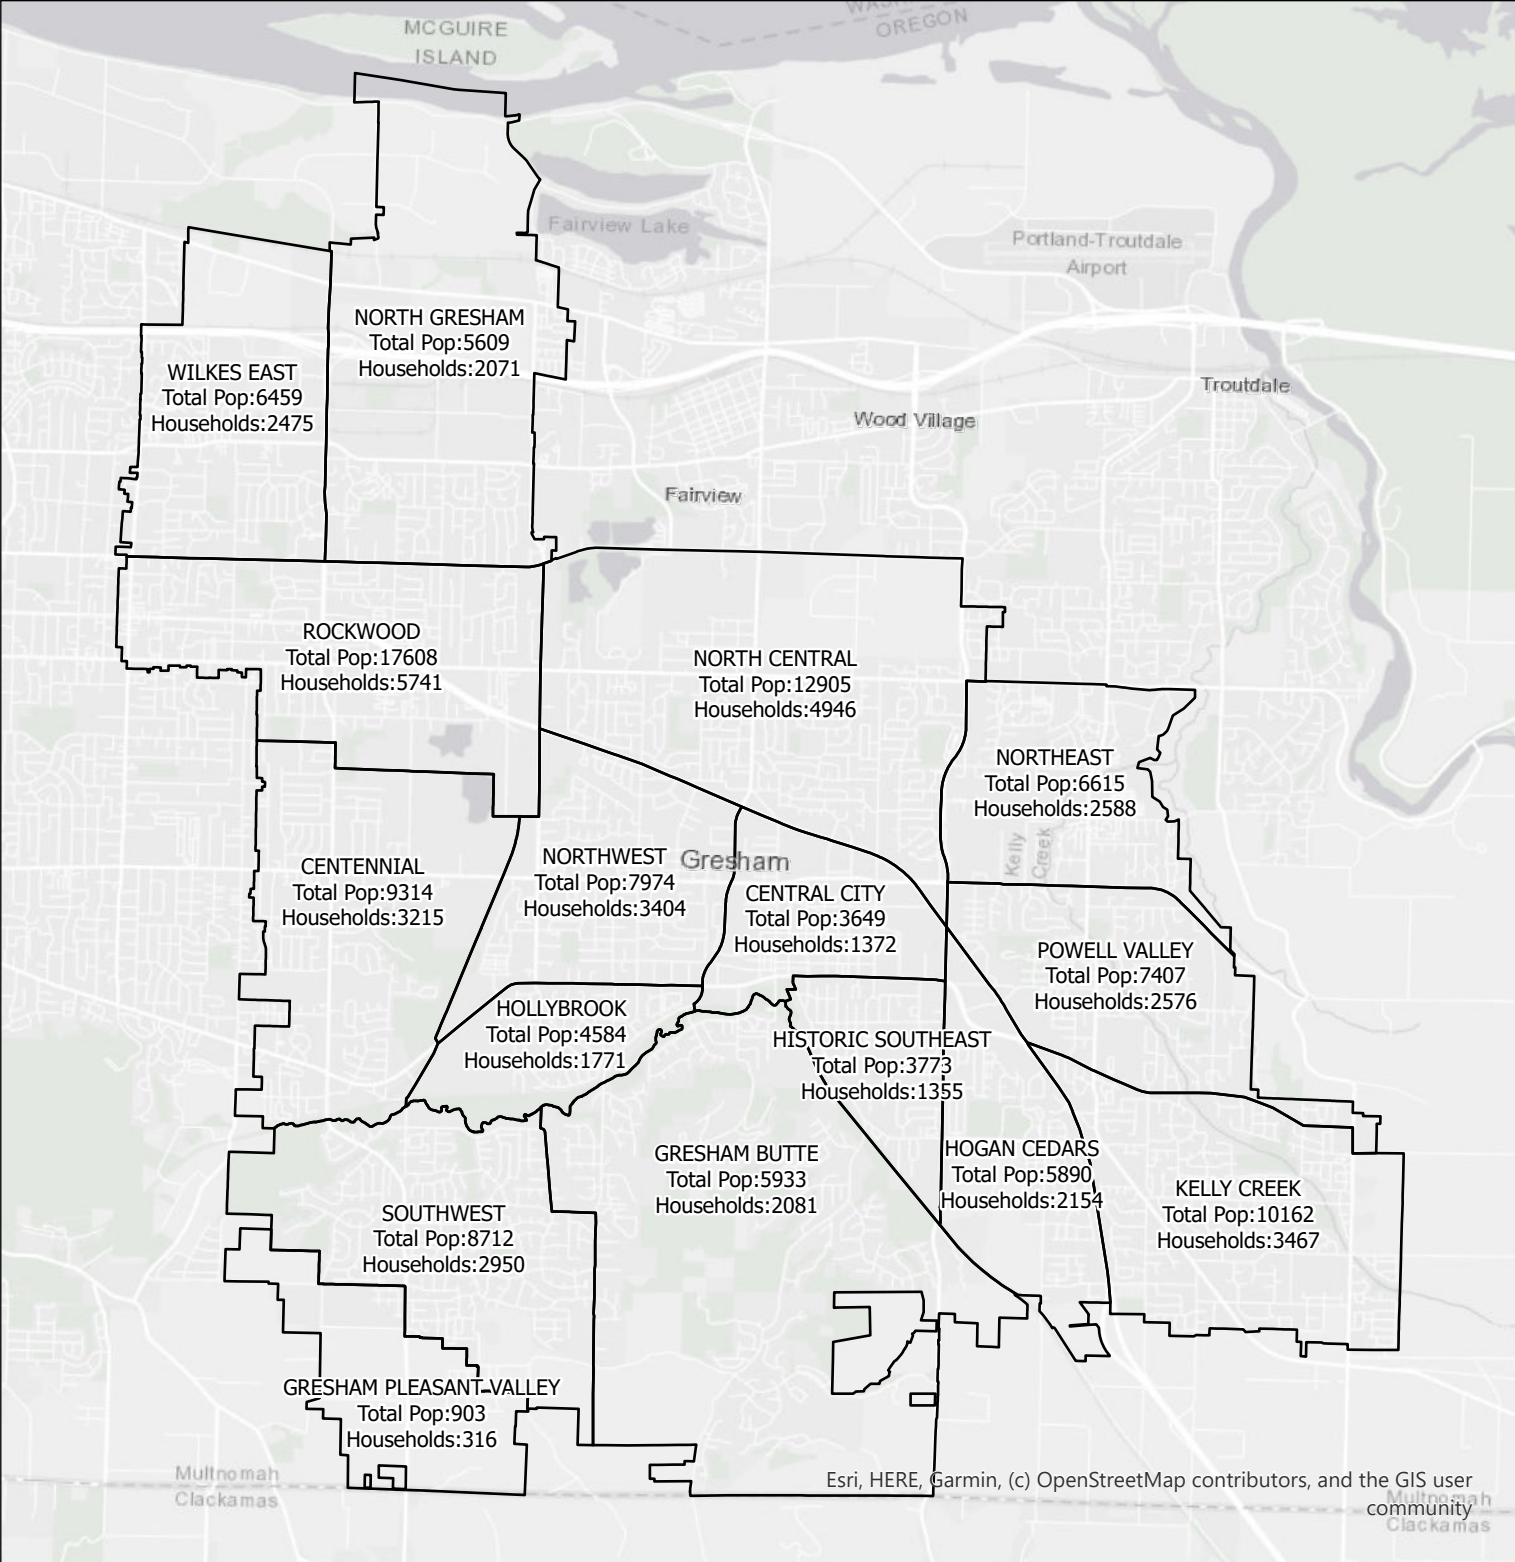 WASH
OREGON
MCGUIRE
ISLAND
Fairview Lake
Portland-Troutdale
Airport
NORTH GRESHAM
Total Pop:5609
Households:2071
WILKES EAST
Total Pop:6459
Households:2475
Troutdale
Wood Village
Fairview
ROCKWOOD
Total Pop:17608
Households:5741
NORTH CENTRAL
Total Pop:12905
Households:4946
NORTHEAST
Total Pop:6615
Households:2588
Kelly
Creek
Gresham
CENTENNIAL
Total Pop:9314
Households:3215
NORTHWEST
Total Pop:7974
Households:3404
CENTRAL CITY
Total Pop:3649
Households:1372
POWELL VALLEY
Total Pop:7407
Households:2576
HOLLYBROOK
Total Pop:4584
Households:1771
HISTORIC SOUTHEAST
Total Pop:3773
Households:1355
GRESHAM BUTTE
Total Pop:5933
Households:2081
HOGAN CEDARS
Total Pop:5890
Households:2154
KELLY CREEK
Total Pop:10162
Households:3467
SOUTHWEST
Total Pop:8712
Households:2950
GRESHAM PLEASANT VALLEY
Total Pop:903
Households:316
Multnomah
Clackamas
Esri, HERE, Garmin, (c) OpenStreetMap contributors, and the GIS user
community
Multnomah
Clackamas